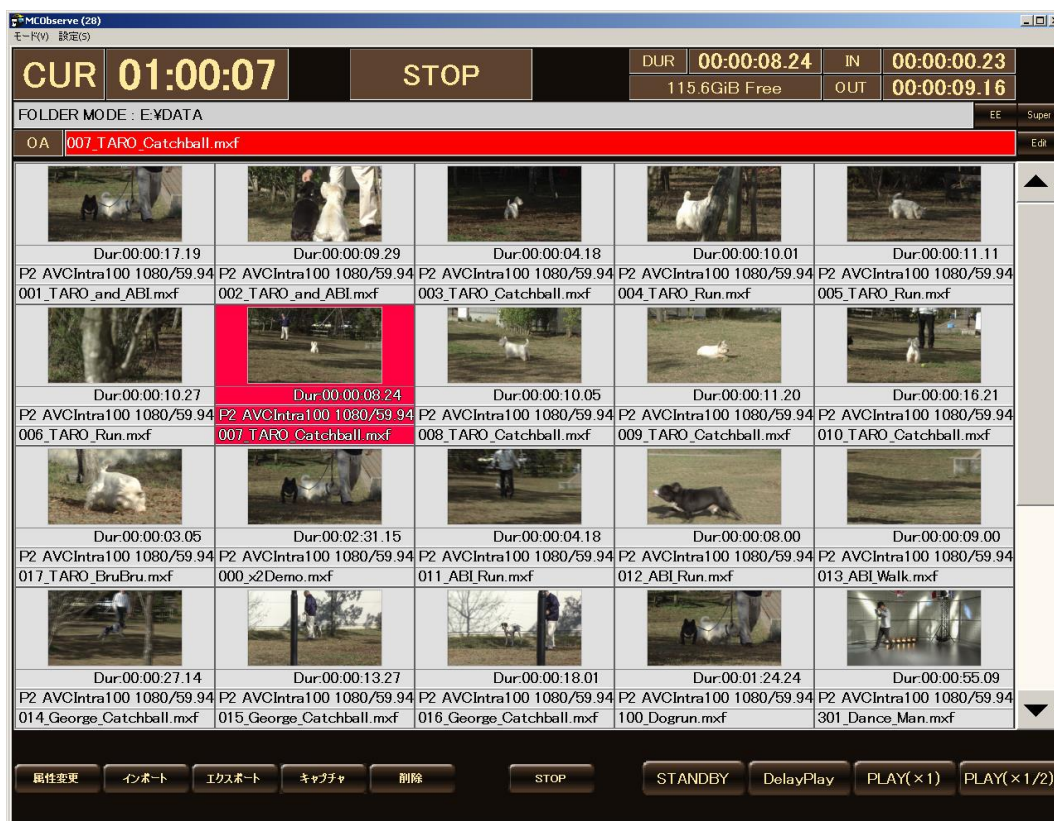 MCObserve (28)
モード(V) 設定(S)
CUR 01:00:07 STOP DUR 00:00:08.24 IN 00:00:00.23
115.6GiB Free OUT 00:00:09.16
FOLDER MODE : E:¥DATA EE Super
OA 007_TARO_Catchball.mxf Edit
Dur:00:00:17.19 Dur:00:00:09.29 Dur:00:00:04.18 Dur:00:00:10.01 Dur:00:00:11.11
P2 AVCIntra100 1080/59.94 P2 AVCIntra100 1080/59.94 P2 AVCIntra100 1080/59.94 P2 AVCIntra100 1080/59.94 P2 AVCIntra100 1080/59.94
001_TARO_and_ABI.mxf 002_TARO_and_ABI.mxf 003_TARO_Catchball.mxf 004_TARO_Run.mxf 005_TARO_Run.mxf
Dur:00:00:10.27 Dur:00:00:08.24 Dur:00:00:10.05 Dur:00:00:11.20 Dur:00:00:16.21
P2 AVCIntra100 1080/59.94 P2 AVCIntra100 1080/59.94 P2 AVCIntra100 1080/59.94 P2 AVCIntra100 1080/59.94 P2 AVCIntra100 1080/59.94
006_TARO_Run.mxf 007_TARO_Catchball.mxf 008_TARO_Catchball.mxf 009_TARO_Catchball.mxf 010_TARO_Catchball.mxf
Dur:00:00:03.05 Dur:00:02:31.15 Dur:00:00:04.18 Dur:00:00:08.00 Dur:00:00:09.00
P2 AVCIntra100 1080/59.94 P2 AVCIntra100 1080/59.94 P2 AVCIntra100 1080/59.94 P2 AVCIntra100 1080/59.94 P2 AVCIntra100 1080/59.94
017_TARO_BruBru.mxf 000_x2Demo.mxf 011_ABI_Run.mxf 012_ABI_Run.mxf 013_ABI_Walk.mxf
Dur:00:00:27.14 Dur:00:00:13.27 Dur:00:00:18.01 Dur:00:01:24.24 Dur:00:00:55.09
P2 AVCIntra100 1080/59.94 P2 AVCIntra100 1080/59.94 P2 AVCIntra100 1080/59.94 P2 AVCIntra100 1080/59.94 P2 AVCIntra100 1080/59.94
014_George_Catchball.mxf 015_George_Catchball.mxf 016_George_Catchball.mxf 100_Dogrun.mxf 301_Dance_Man.mxf
属性変更 インポート エクスポート キャプチャ 削除 STOP STANDBY DelayPlay PLAY(×1) PLAY(×1/2)